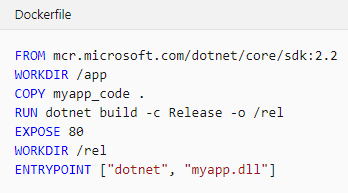 Dockerfile
FROM mcr.microsoft.com/dotnet/core/sdk:2.2
WORKDIR /app
COPY myapp_code .
RUN dotnet build -c Release -o /rel
EXPOSE 80
WORKDIR /rel
ENTRYPOINT ["dotnet", "myapp.dll"]